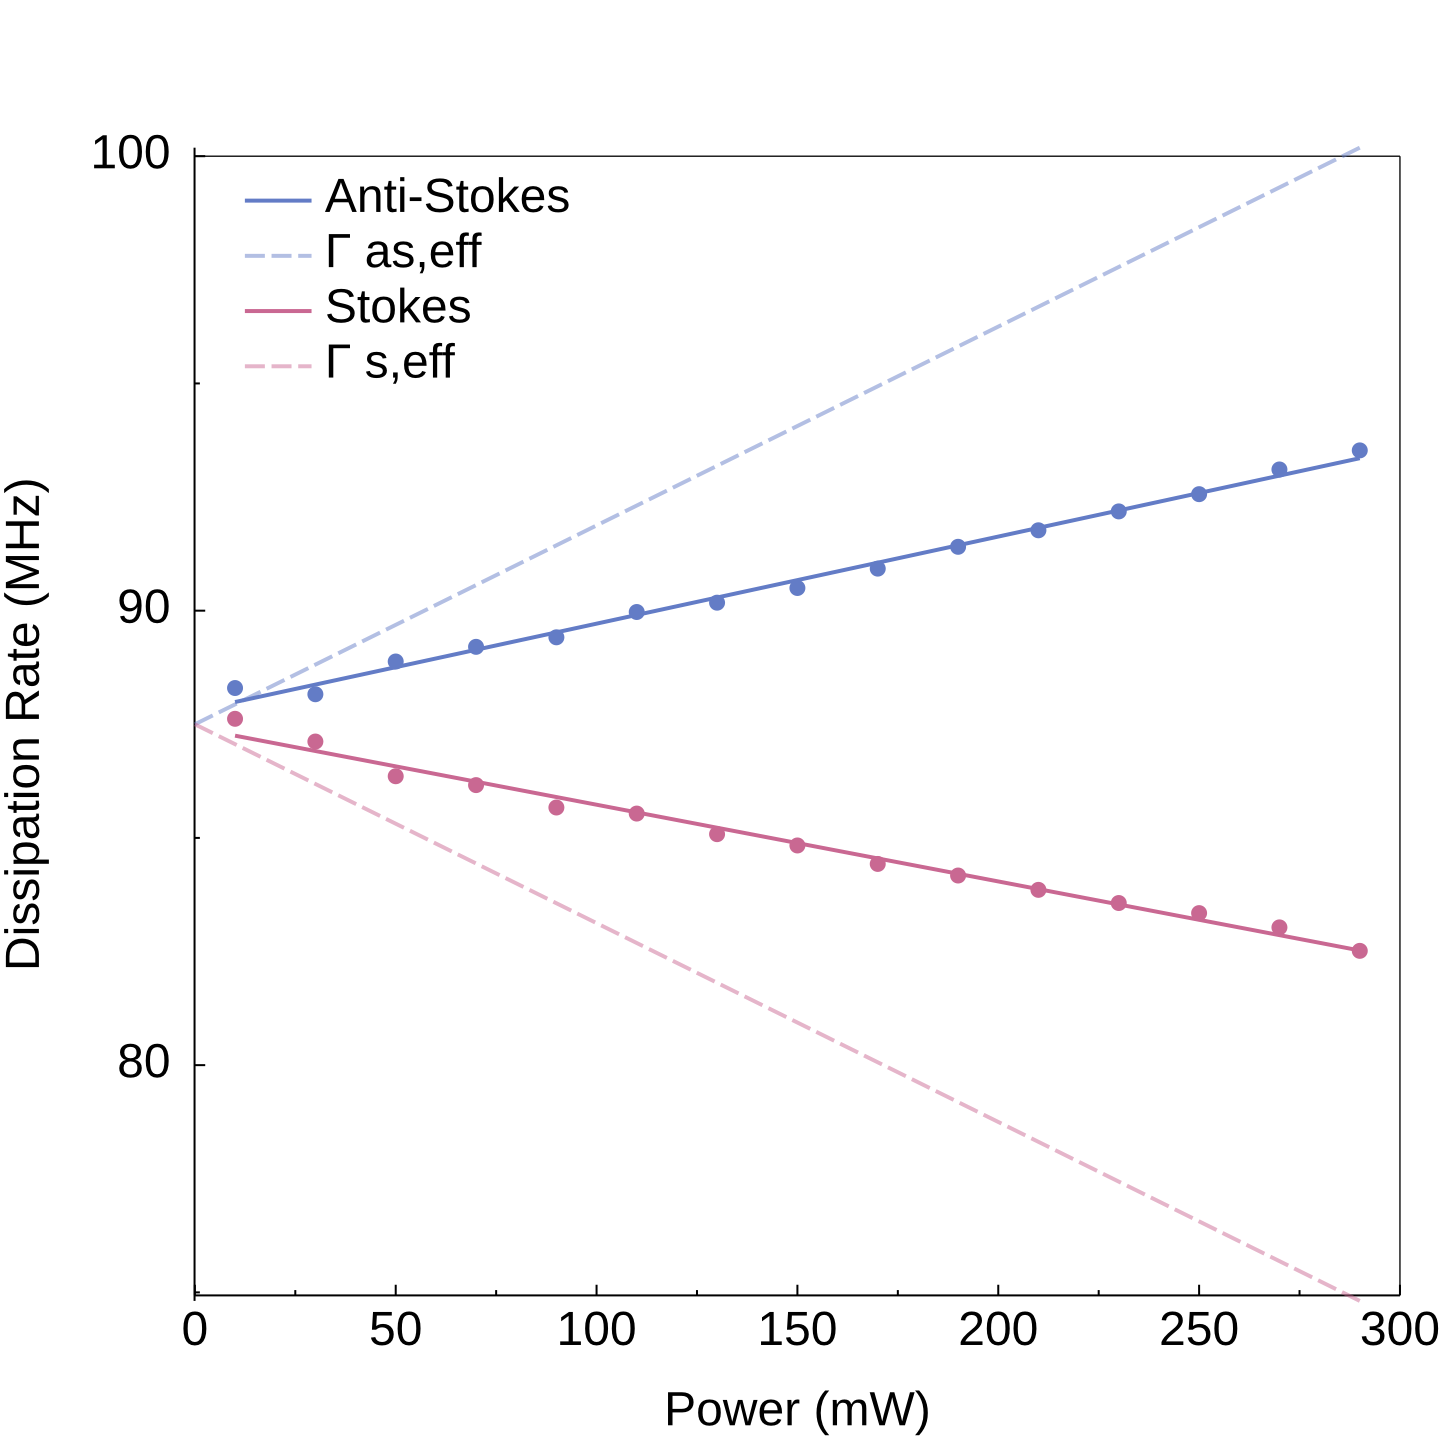 100
Anti-Stokes
Γ as,eff
Stokes
Γ s,eff
90
80
Dissipation Rate (MHz)
0 50 100 150 200 250 300
Power (mW)